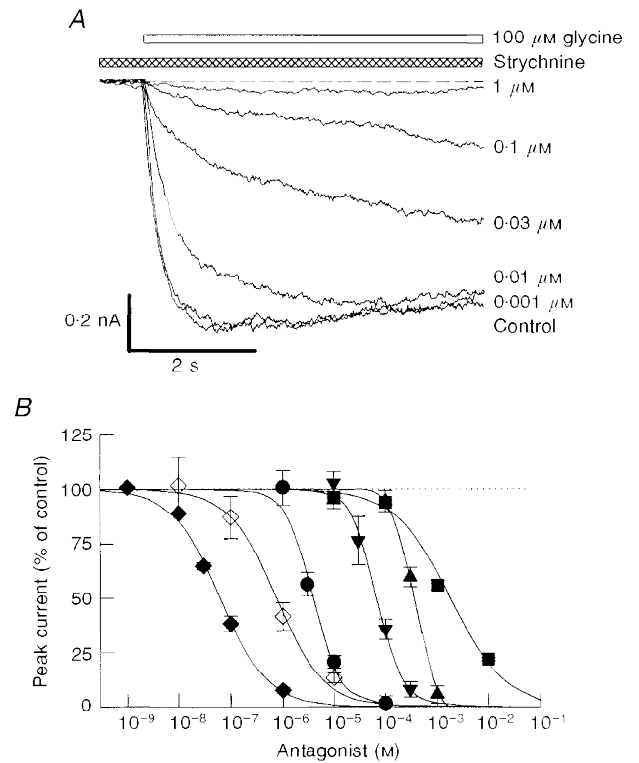 A
100 μM glycine
Strychnine
1 μM
0·1 μM
0·03 μM
0·01 μM
0·001 μM
Control
0·2 nA
2 s
B
Peak current (% of control)
125
100
75
50
25
0
10⁻⁹ 10⁻⁸ 10⁻⁷ 10⁻⁶ 10⁻⁵ 10⁻⁴ 10⁻³ 10⁻² 10⁻¹
Antagonist (M)